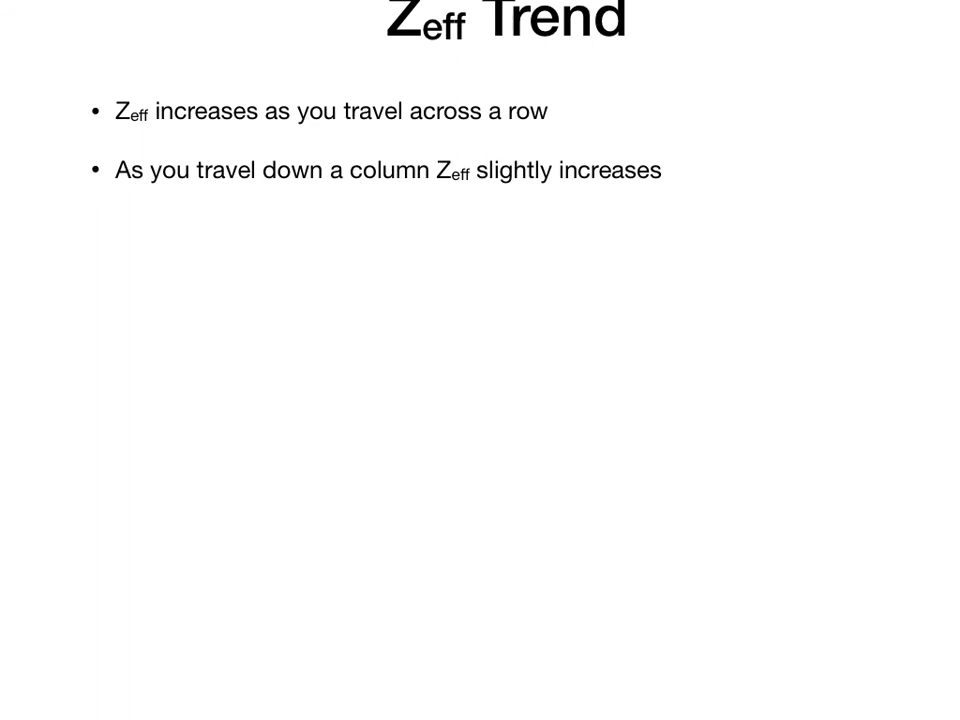 Zeff Trend
• Zeff increases as you travel across a row
• As you travel down a column Zeff slightly increases